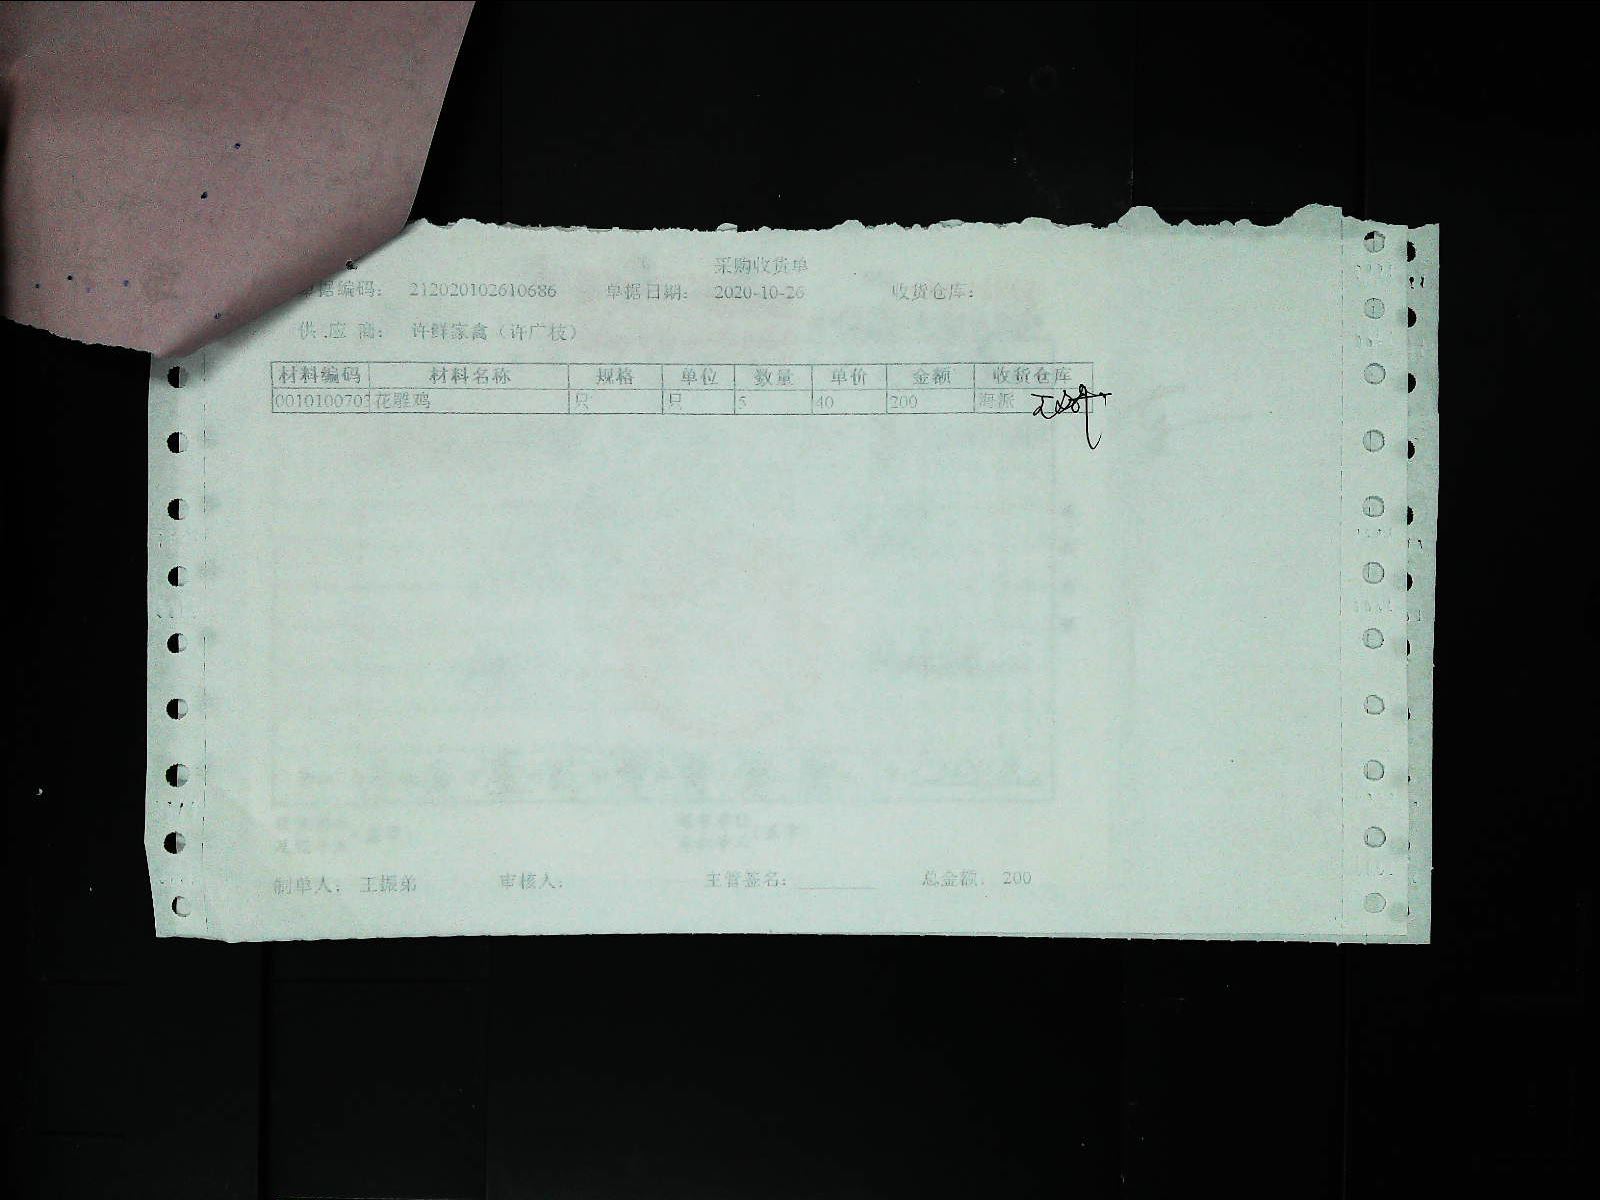 采购收货单
单据编码： 212020102610686 单据日期： 2020-10-26 收货仓库：
供应商： 许鲜家禽（许广枝）
材料编码 材料名称 规格 单位 数量 单价 金额 收货仓库
0010100703 花雕鸡 只 只 5 40 200 海派
制单人： 王振弟 审核人： 主管签名： 总金额： 200